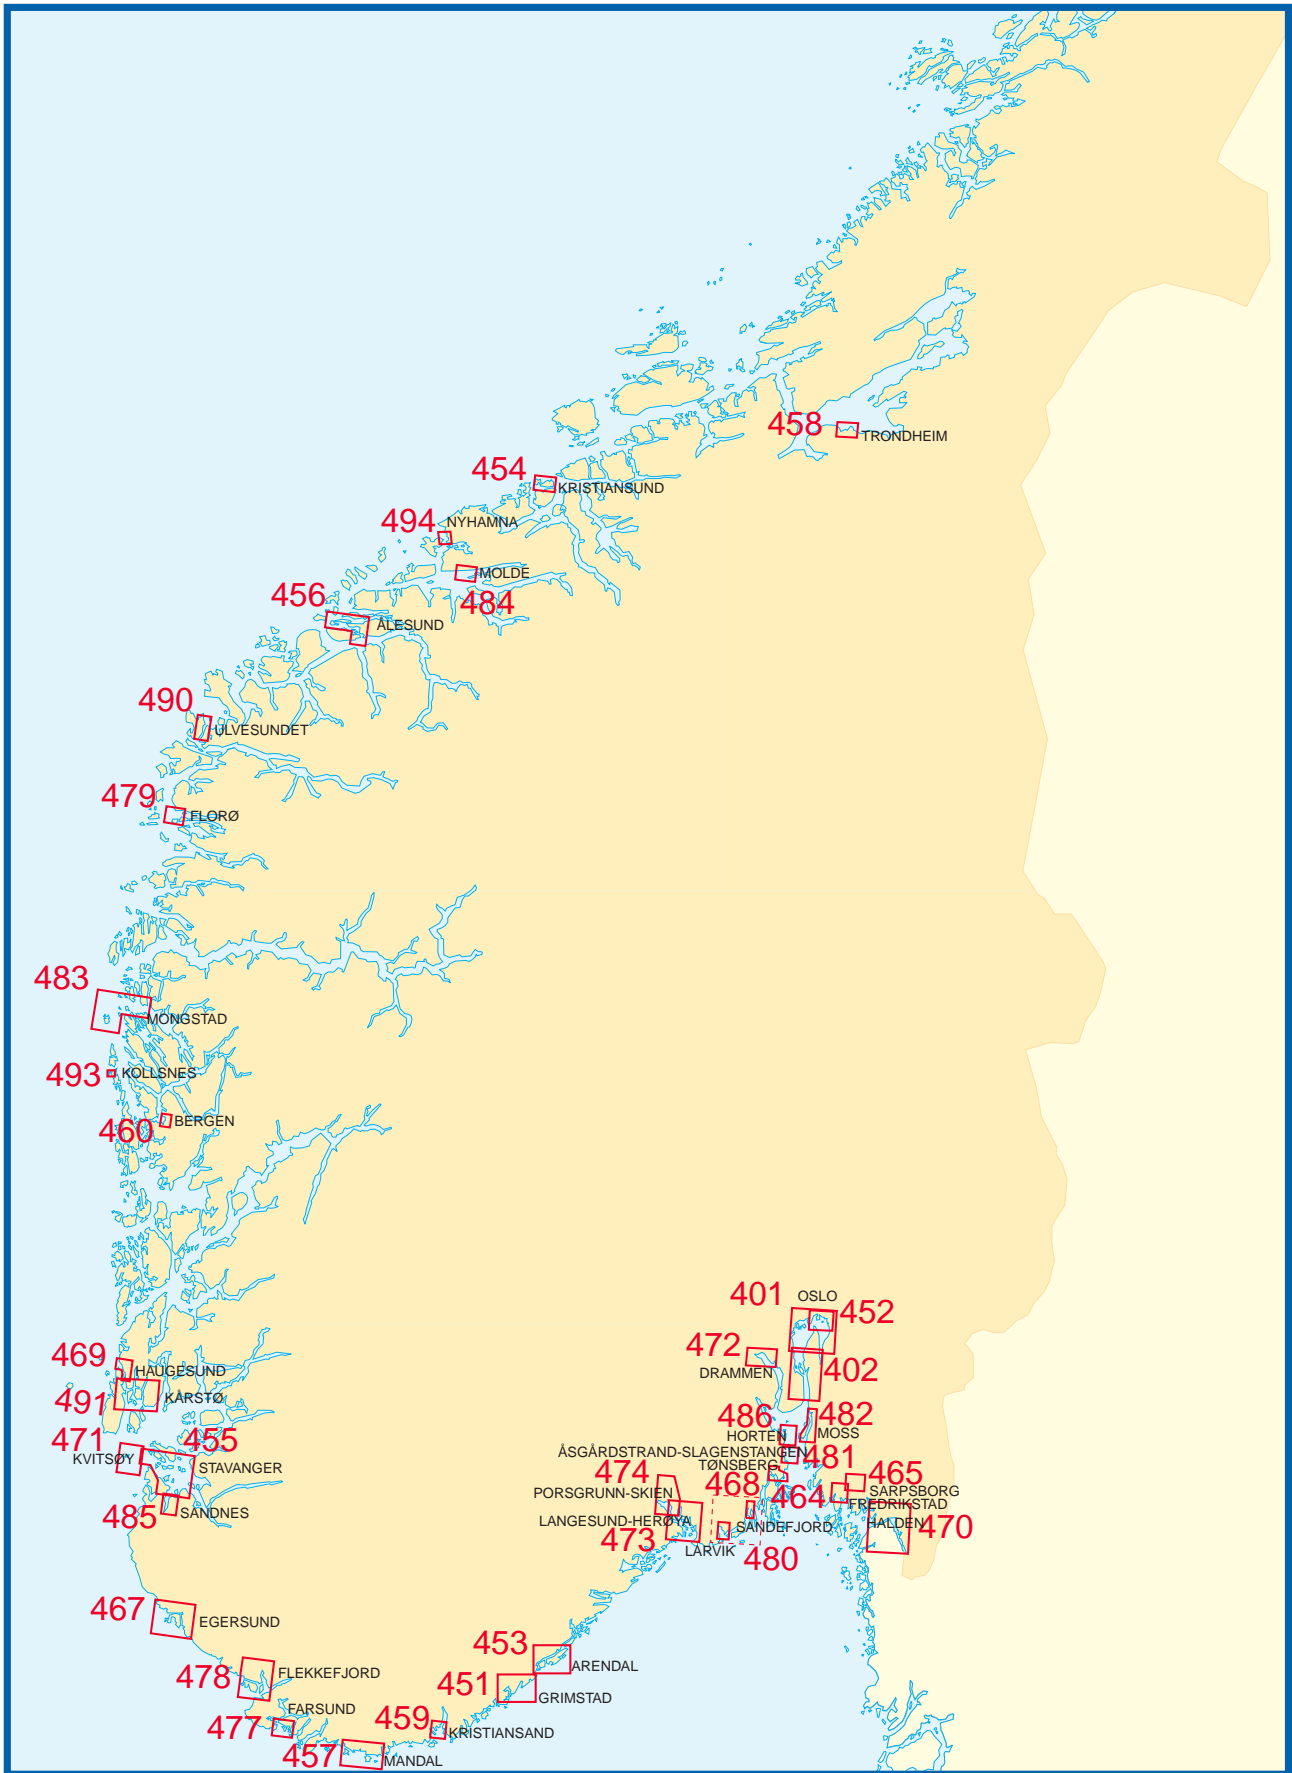 458
TRONDHEIM
454
KRISTIANSUND
494
NYHAMNA
MOLDE
484
456
ÅLESUND
490
ULVESUNDET
479
FLORØ
483
MONGSTAD
493
KOLLSNES
460
BERGEN
401
OSLO
452
472
DRAMMEN
402
469
HAUGESUND
491
KÅRSTØ
486
HORTEN
482
MOSS
471
KVITSØY
455
STAVANGER
ÅSGÅRDSTRAND-SLAGENSTANGEN
481
TØNSBERG
474
PORSGRUNN-SKIEN
468
465
SARPSBORG
464
FREDRIKSTAD
485
SANDNES
LANGESUND-HERØYA
473
SANDEFJORD
HALDEN
470
LARVIK
480
467
EGERSUND
453
ARENDAL
478
FLEKKEFJORD
451
GRIMSTAD
FARSUND
477
459
KRISTIANSAND
457
MANDAL